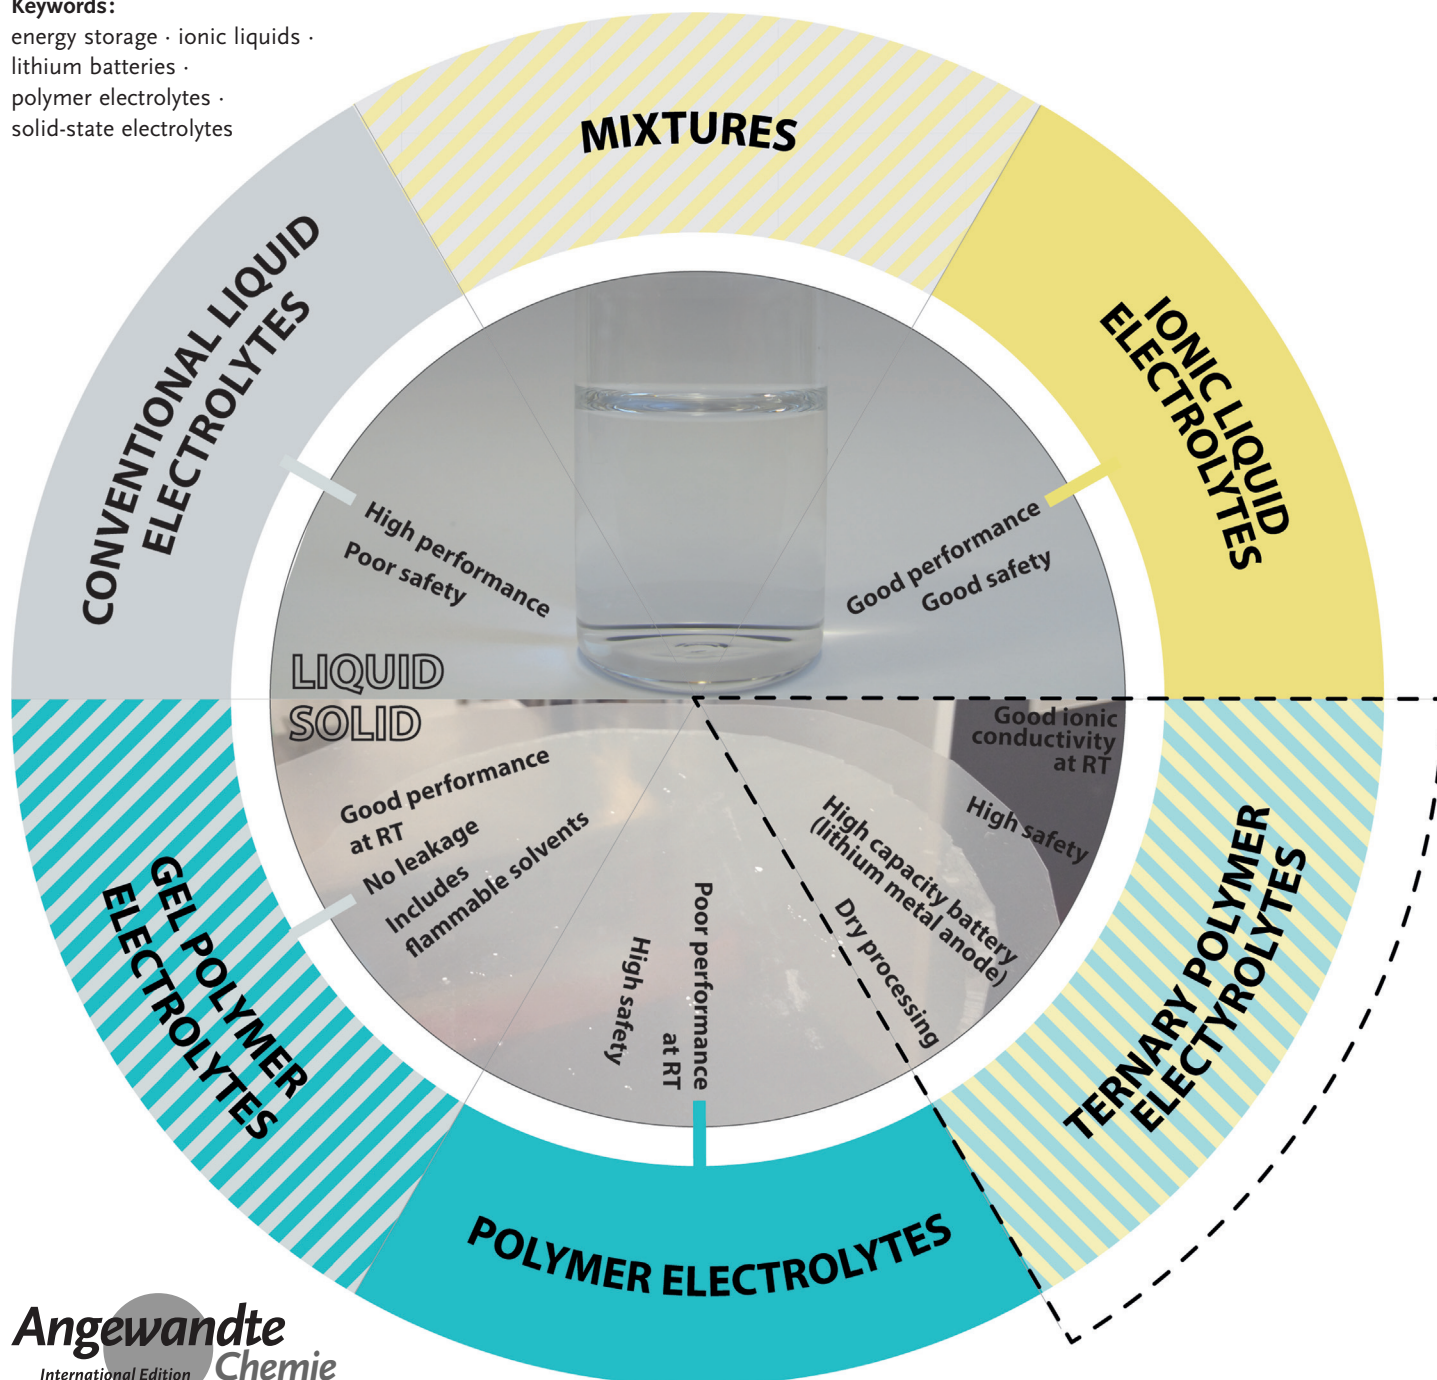 Keywords:
energy storage · ionic liquids ·
lithium batteries ·
polymer electrolytes ·
solid-state electrolytes
MIXTURES
CONVENTIONAL LIQUID
ELECTROLYTES
IONIC LIQUID
ELECTROLYTES
High performance
Poor safety
Good performance
Good safety
LIQUID
SOLID
Good ionic
conductivity
at RT
High safety
High capacity battery
(lithium metal anode)
Dry processing
Good performance
at RT
No leakage
Includes
flammable solvents
Poor performance
at RT
High safety
GEL POLYMER
ELECTROLYTES
TERNARY POLYMER
ELECTYROLYTES
POLYMER ELECTROLYTES
Angewandte
International Edition Chemie